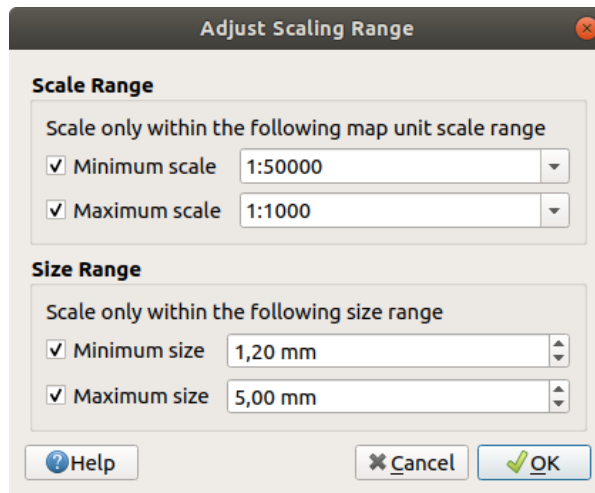 Adjust Scaling Range
Scale Range
Scale only within the following map unit scale range
Minimum scale 1:50000
Maximum scale 1:1000
Size Range
Scale only within the following size range
Minimum size 1,20 mm
Maximum size 5,00 mm
Help Cancel OK